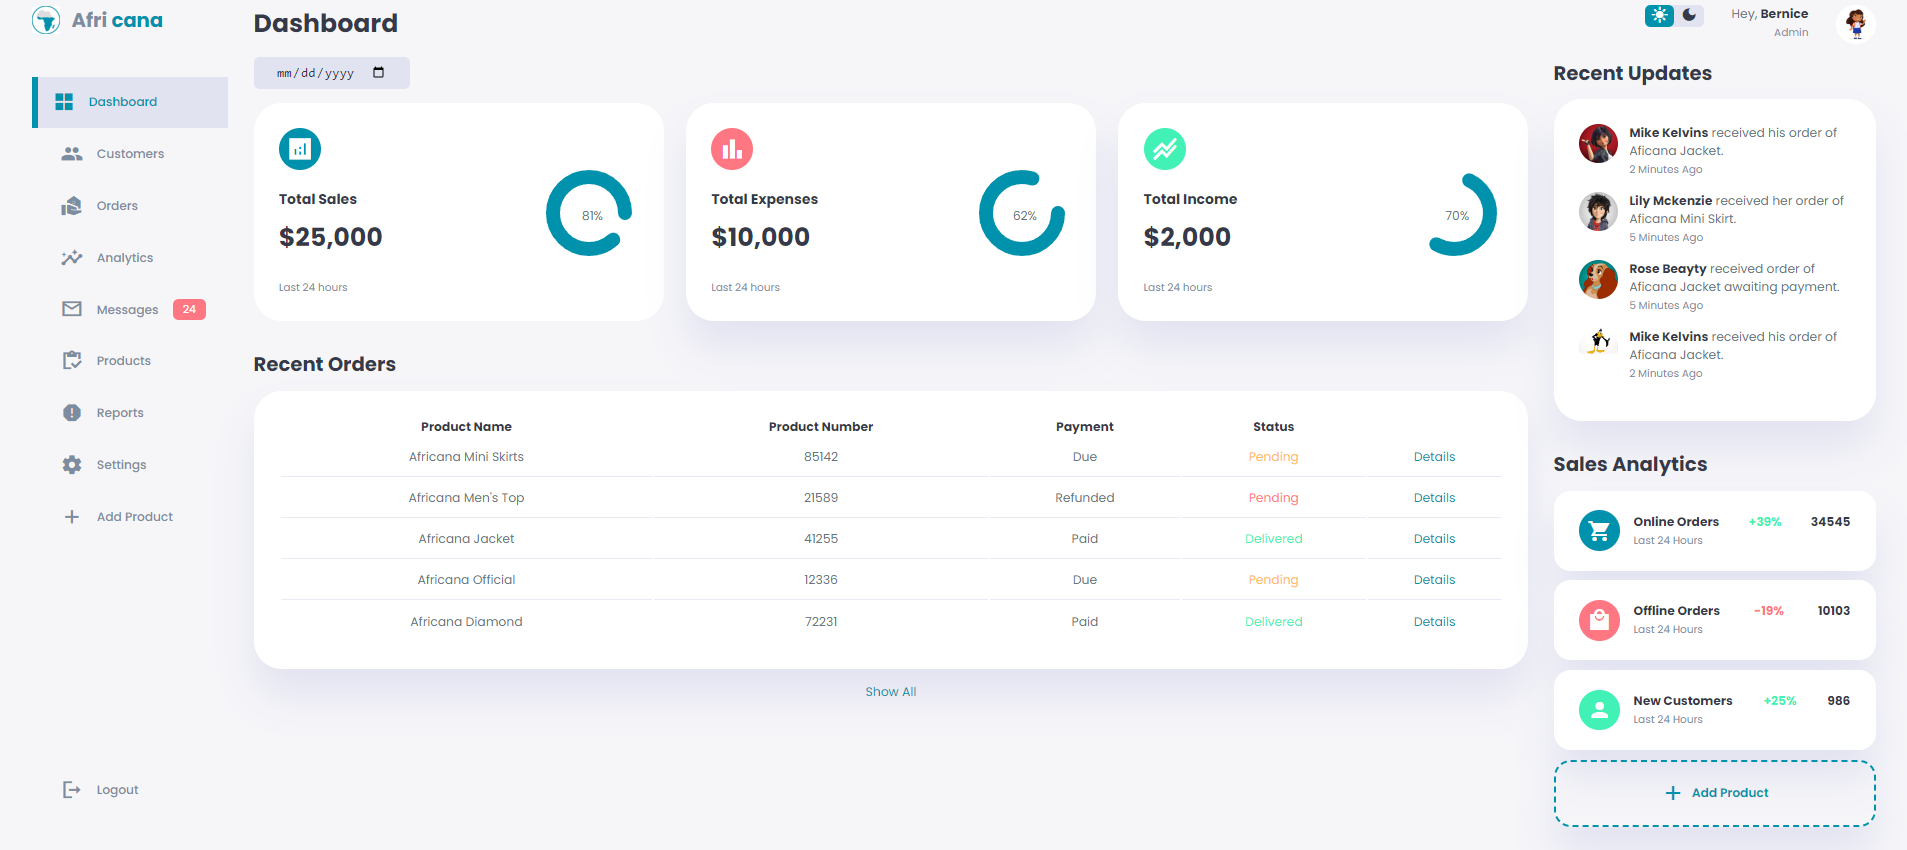 Afri cana
Dashboard
Customers
Orders
Analytics
Messages 24
Products
Reports
Settings
Add Product
Logout
Dashboard
mm/dd/yyyy
Total Sales
$25,000
81%
Last 24 hours
Total Expenses
$10,000
62%
Last 24 hours
Total Income
$2,000
70%
Last 24 hours
Recent Orders
Product Name Product Number Payment Status
Africana Mini Skirts 85142 Due Pending Details
Africana Men's Top 21589 Refunded Pending Details
Africana Jacket 41255 Paid Delivered Details
Africana Official 12336 Due Pending Details
Africana Diamond 72231 Paid Delivered Details
Show All
Hey, Bernice
Admin
Recent Updates
Mike Kelvins received his order of
Aficana Jacket.
2 Minutes Ago
Lily Mckenzie received her order of
Aficana Mini Skirt.
5 Minutes Ago
Rose Beayty received order of
Aficana Jacket awaiting payment.
5 Minutes Ago
Mike Kelvins received his order of
Aficana Jacket.
2 Minutes Ago
Sales Analytics
Online Orders +39% 34545
Last 24 Hours
Offline Orders -19% 10103
Last 24 Hours
New Customers +25% 986
Last 24 Hours
Add Product